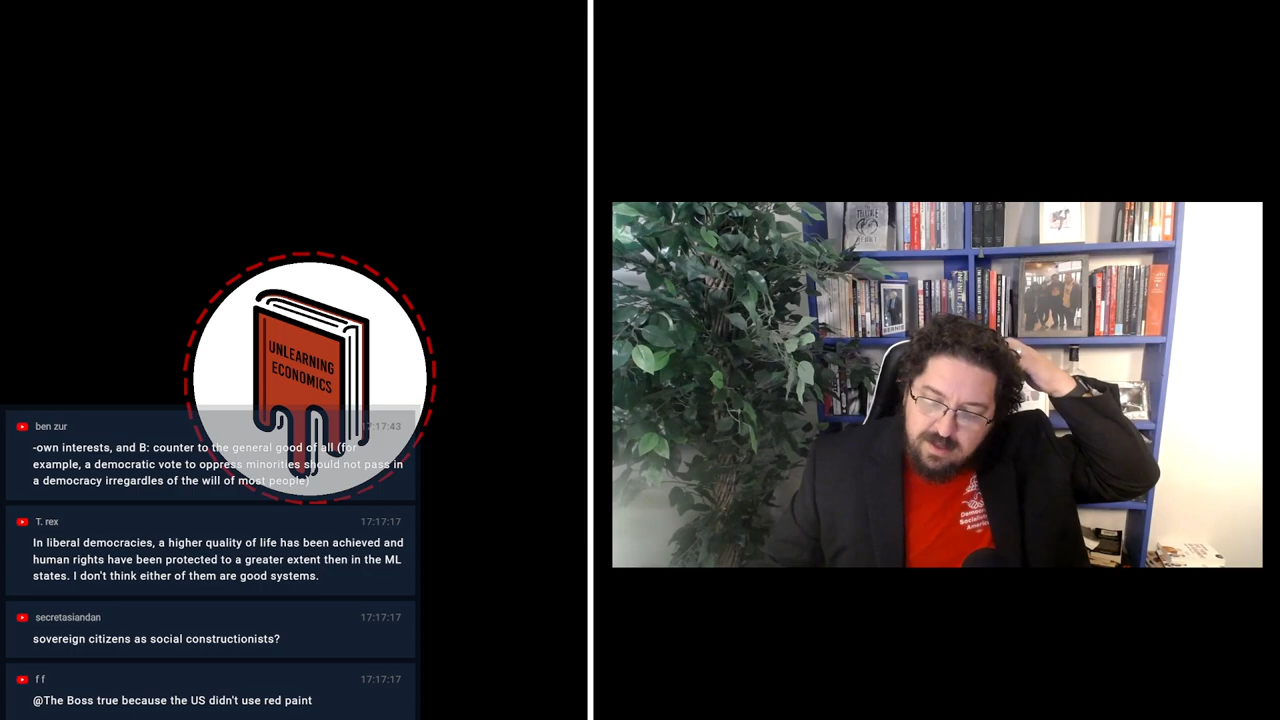 UNLEARNING
ECONOMICS
ben zur 17:17:43
-own interests, and B: counter to the general good of all (for
example, a democratic vote to oppress minorities should not pass in
a democracy irregardles of the will of most people)
T. rex 17:17:17
In liberal democracies, a higher quality of life has been achieved and
human rights have been protected to a greater extent then in the ML
states. I don't think either of them are good systems.
secretasiandan 17:17:17
sovereign citizens as social constructionists?
f f 17:17:17
@The Boss true because the US didn't use red paint
BERNIE
Democratic
Socialists
America